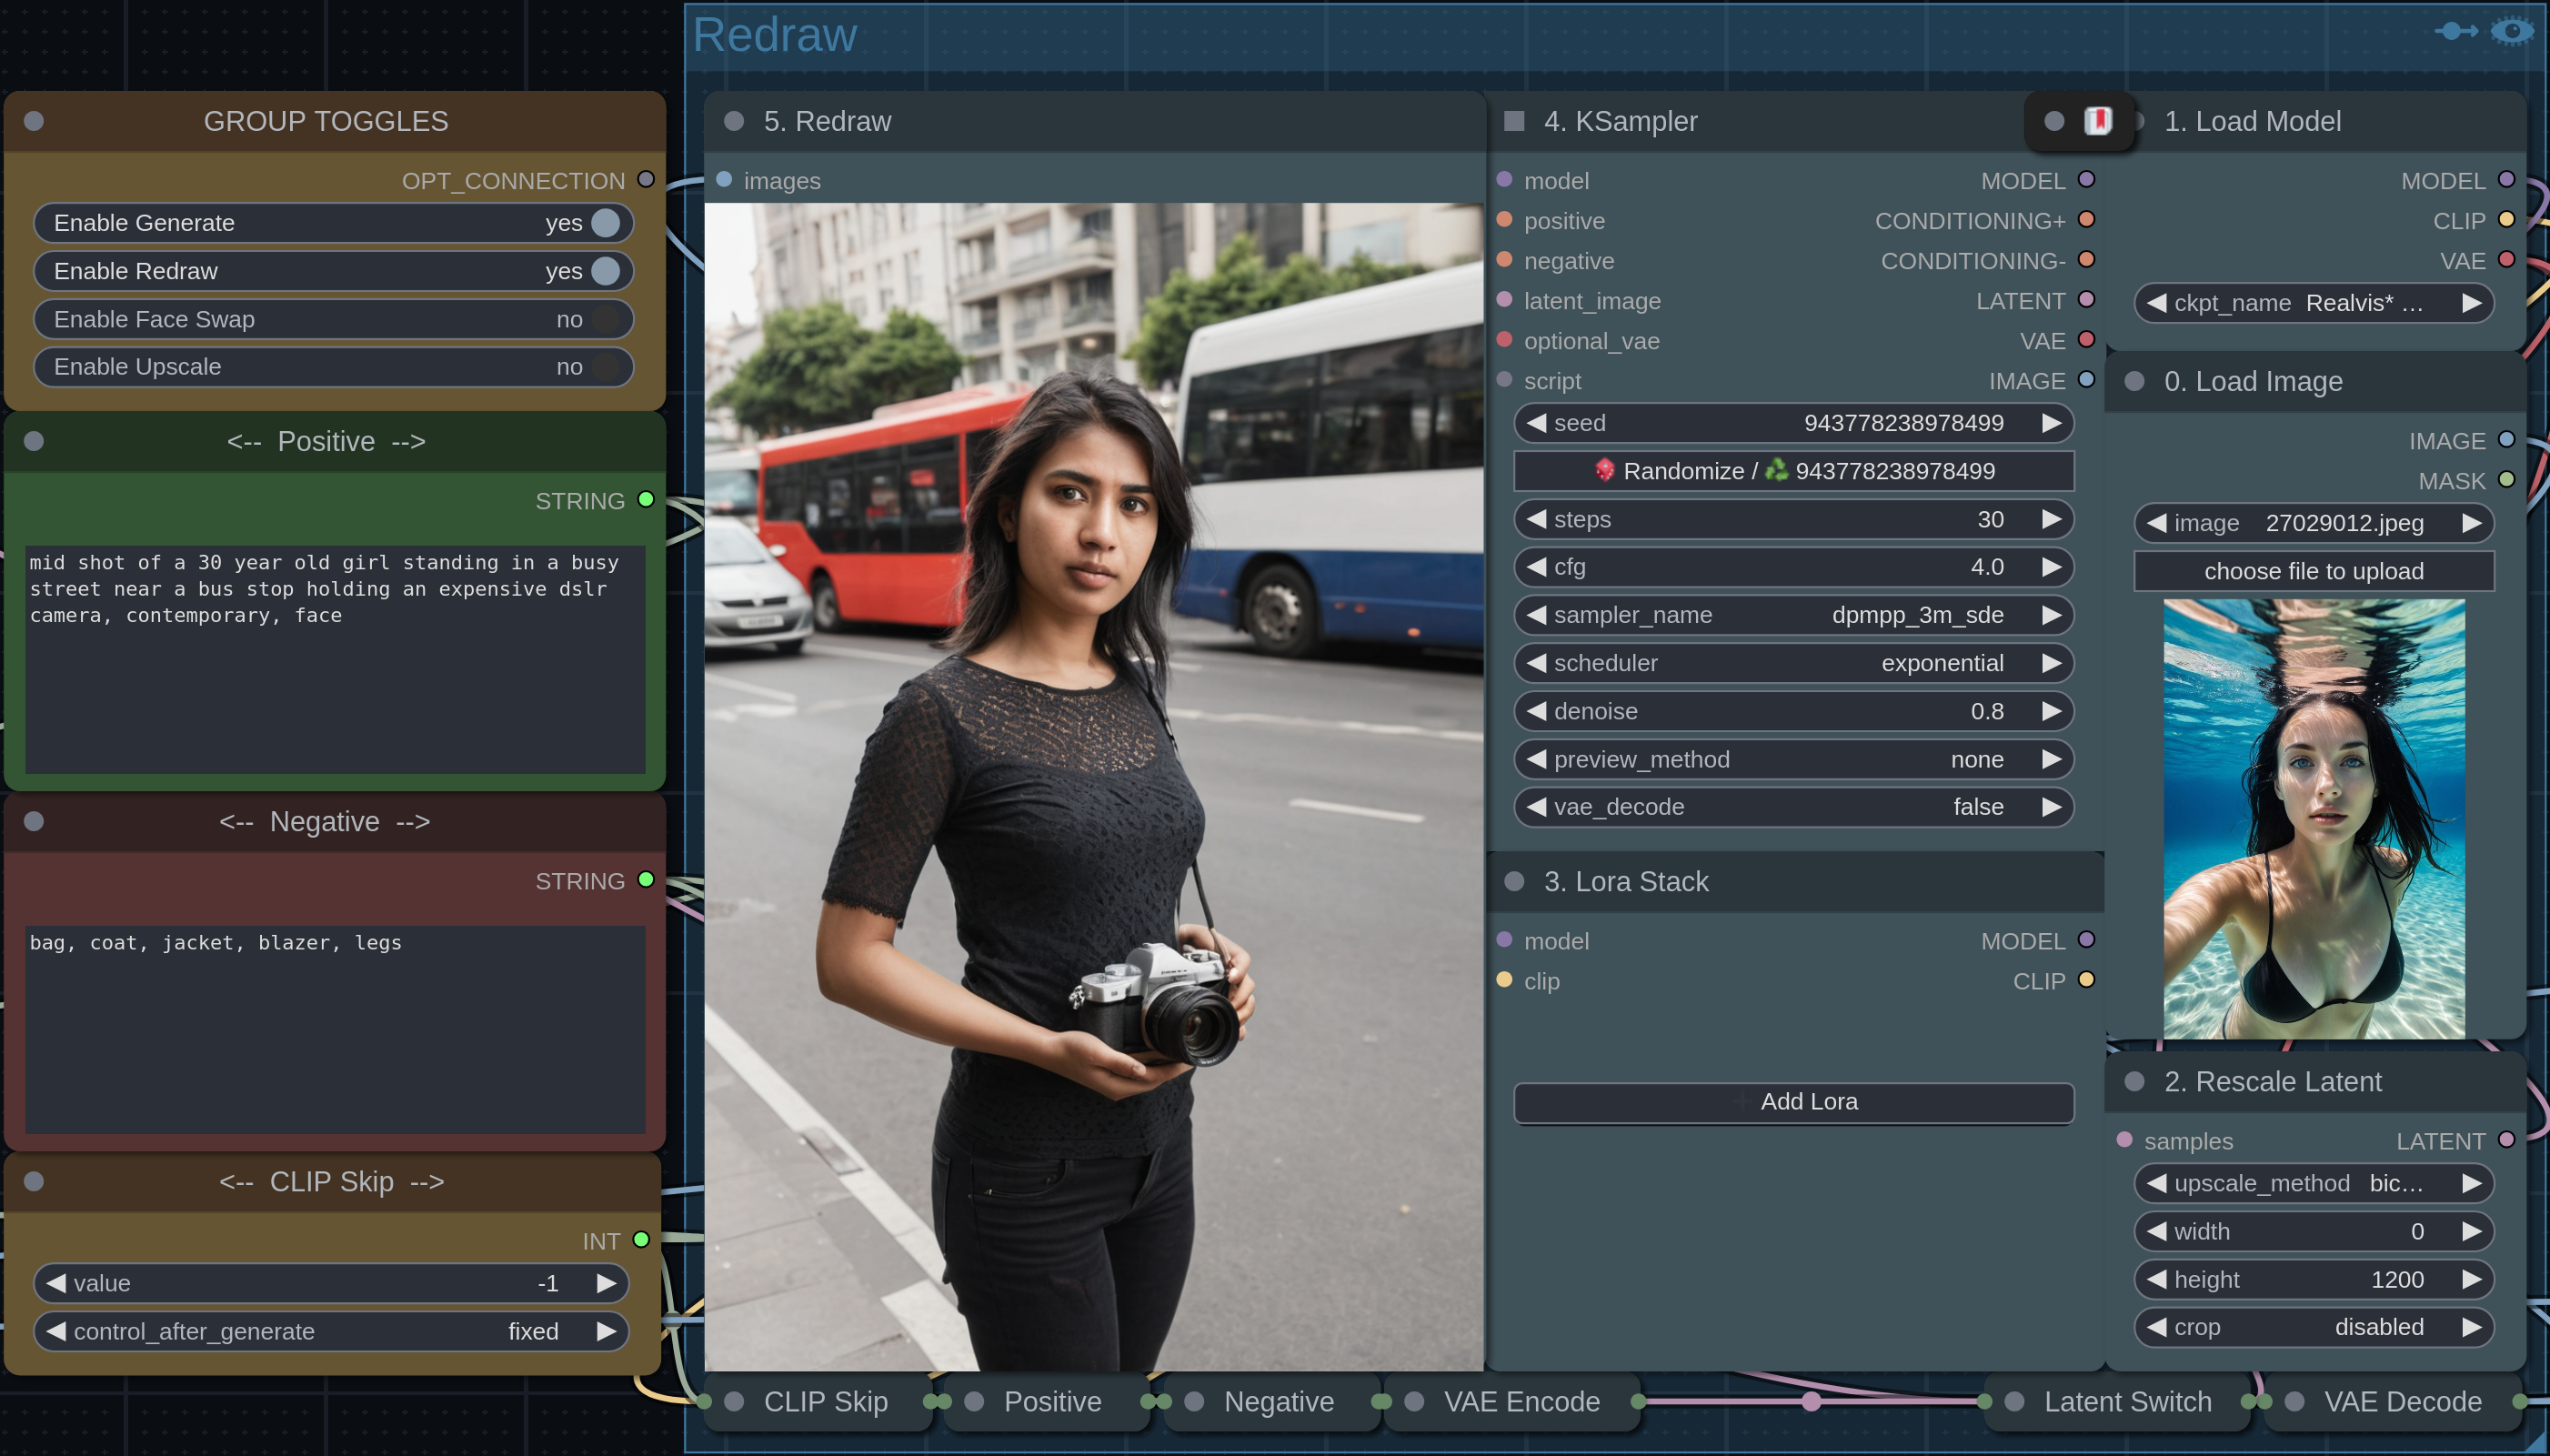 Redraw
GROUP TOGGLES
OPT_CONNECTION
Enable Generate yes
Enable Redraw yes
Enable Face Swap no
Enable Upscale no
<-- Positive -->
STRING
mid shot of a 30 year old girl standing in a busy
street near a bus stop holding an expensive dslr
camera, contemporary, face
<-- Negative -->
STRING
bag, coat, jacket, blazer, legs
<-- CLIP Skip -->
INT
value -1
control_after_generate fixed
5. Redraw
images
4. KSampler
model MODEL
positive CONDITIONING+
negative CONDITIONING-
latent_image LATENT
optional_vae VAE
script IMAGE
seed 943778238978499
Randomize / ♻ 943778238978499
steps 30
cfg 4.0
sampler_name dpmpp_3m_sde
scheduler exponential
denoise 0.8
preview_method none
vae_decode false
3. Lora Stack
model MODEL
clip CLIP
Add Lora
1. Load Model
MODEL
CLIP
VAE
ckpt_name Realvis* …
0. Load Image
IMAGE
MASK
image 27029012.jpeg
choose file to upload
2. Rescale Latent
samples LATENT
upscale_method bic…
width 0
height 1200
crop disabled
CLIP Skip
Positive
Negative
VAE Encode
Latent Switch
VAE Decode